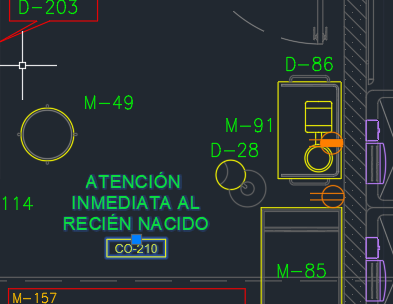 D-203
D-86
M-49
M-91
D-28
ATENCIÓN
INMEDIATA AL
RECIÉN NACIDO
114
CO-210
M-85
M-157